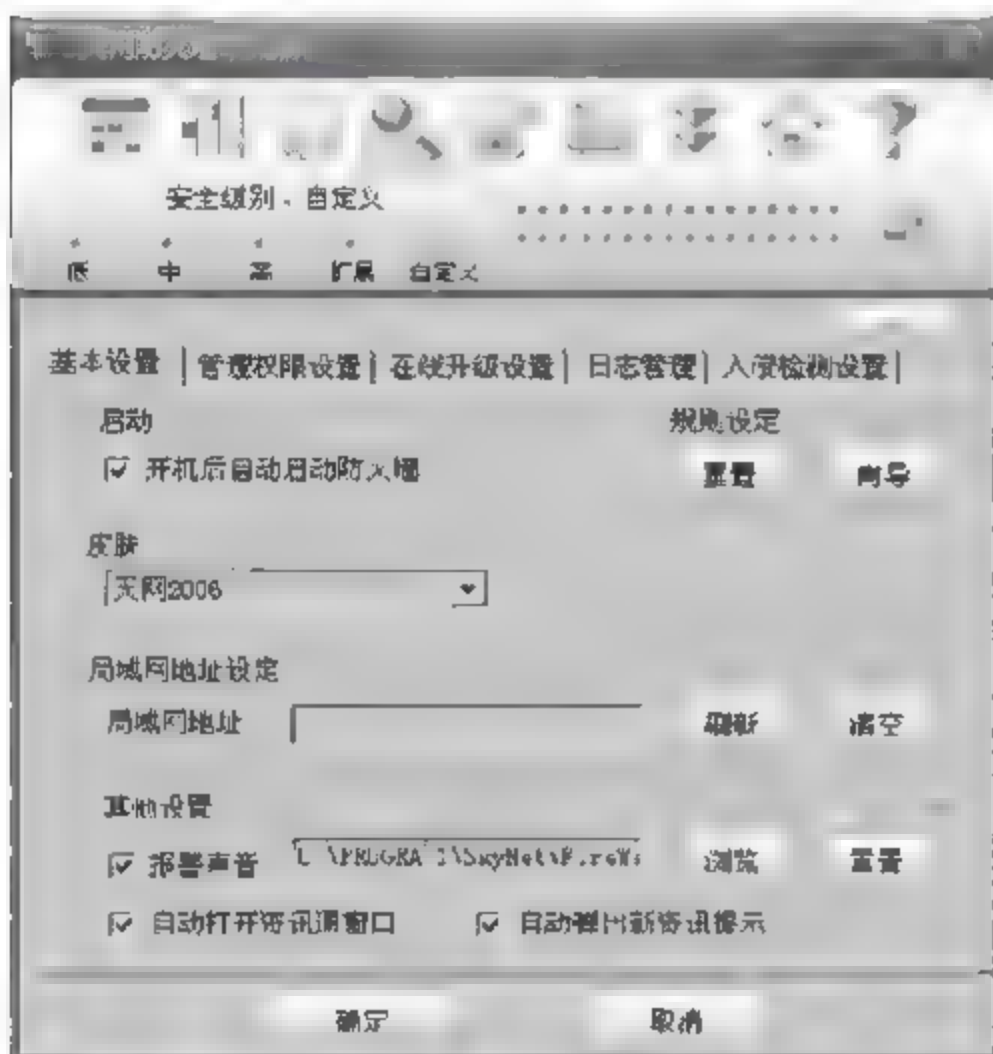 安全级别：自定义
低 中 高 扩展 自定义
基本设置 管理权限设置 在线升级设置 日志管理 入侵检测设置
启动 规则设定
开机后自动启动防火墙 重置 向导
皮肤
天网2006
局域网地址设定
局域网地址 刷新 清空
其他设置
报警声音 \PROGRA~1\SkyNet\FireWa 浏览 重置
自动打开资讯通窗口 自动弹出新资讯提示
确定 取消